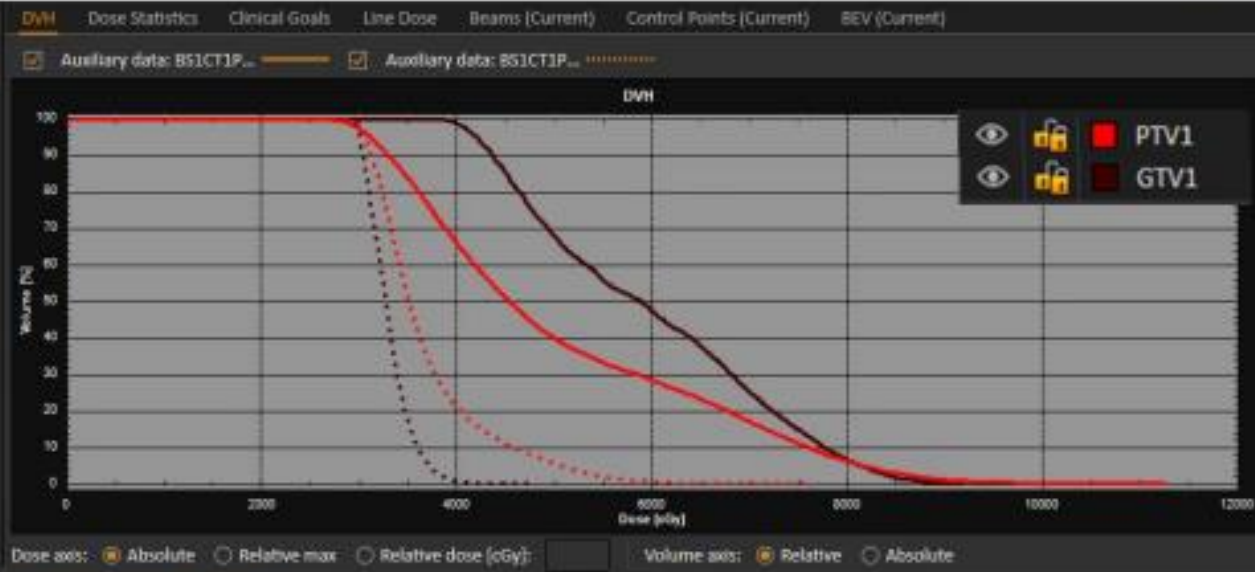 DVH Dose Statistics Clinical Goals Line Dose Beams (Current) Control Points (Current) BEV (Current)
Auxiliary data: BS1CT1P... Auxiliary data: BS1CT1P...
DVH
PTV1
GTV1
Volume [%]
100
90
80
70
60
50
40
30
20
10
0
0 2000 4000 6000 8000 10000 12000
Dose [cGy]
Dose axis: Absolute Relative max Relative dose [cGy]: Volume axis: Relative Absolute